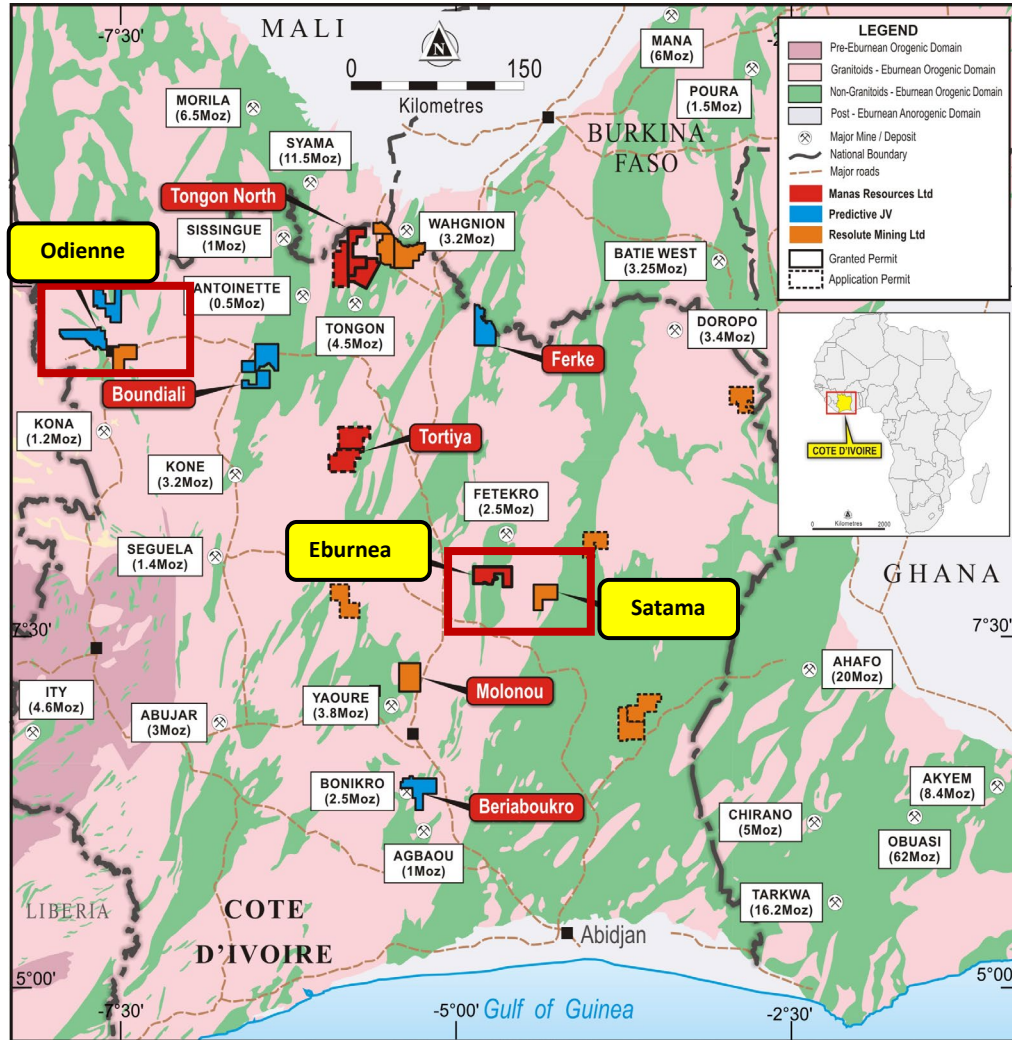 -7°30'
MALI
N
0 150
Kilometres
MANA
(6Moz)
POURA
(1.5Moz)
-2
LEGEND
Pre-Eburnean Orogenic Domain
Granitoids - Eburnean Orogenic Domain
Non-Granitoids - Eburnean Orogenic Domain
Post - Eburnean Anorogenic Domain
Major Mine / Deposit
National Boundary
Major roads
Manas Resources Ltd
Predictive JV
Resolute Mining Ltd
Granted Permit
Application Permit
MORILA
(6.5Moz)
SYAMA
(11.5Moz)
BURKINA
FASO
Tongon North
Odienne
SISSINGUE
(1Moz)
WAHGNION
(3.2Moz)
BATIE WEST
(3.25Moz)
ANTOINETTE
(0.5Moz)
TONGON
(4.5Moz)
DOROPO
(3.4Moz)
Ferke
Boundiali
KONA
(1.2Moz)
Tortiya
KONE
(3.2Moz)
COTE D'IVOIRE
N
Kilometres
0 2000
FETEKRO
(2.5Moz)
Eburnea
SEGUELA
(1.4Moz)
Satama
GHANA
7°30'
7°30'
ITY
(4.6Moz)
ABUJAR
(3Moz)
YAOURE
(3.8Moz)
Molonou
AHAFO
(20Moz)
BONIKRO
(2.5Moz)
Beriaboukro
AKYEM
(8.4Moz)
CHIRANO
(5Moz)
OBUASI
(62Moz)
AGBAOU
(1Moz)
TARKWA
(16.2Moz)
LIBERIA
COTE
D'IVOIRE
Abidjan
5°00'
5°00'
-7°30'
-5°00'
Gulf of Guinea
-2°30'